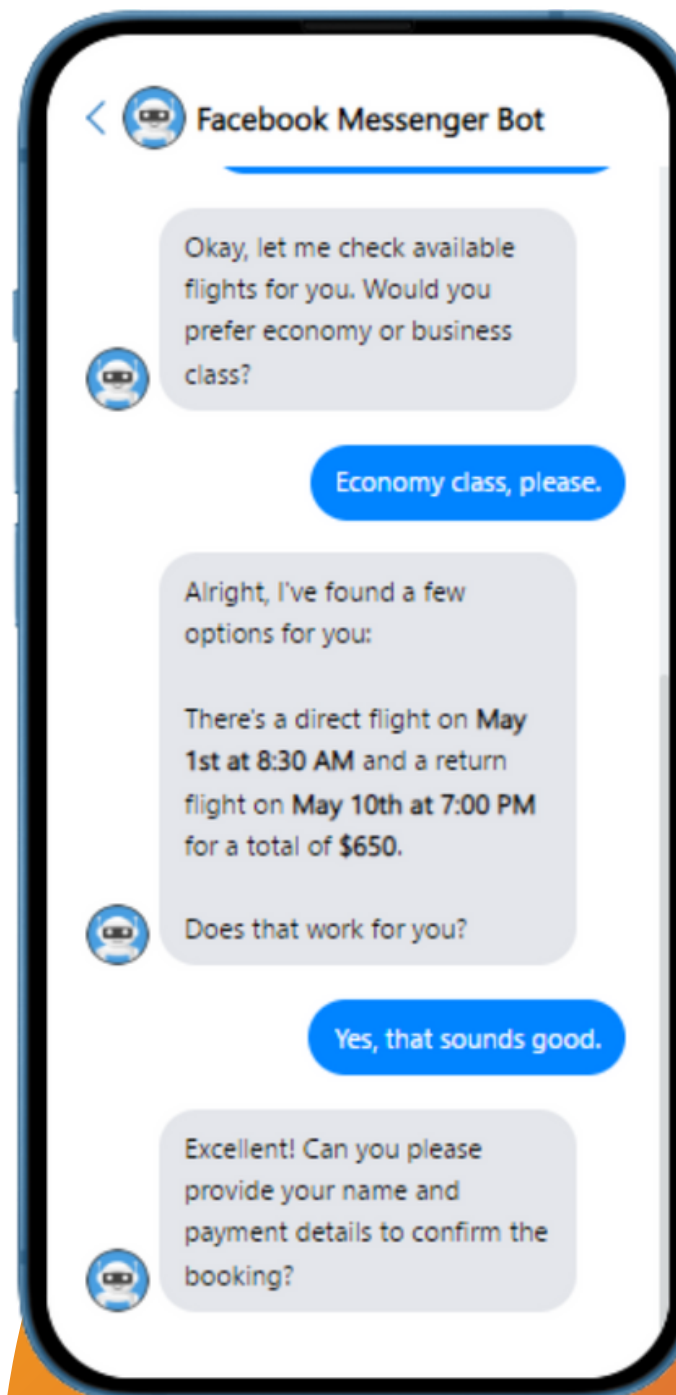 Facebook Messenger Bot
Okay, let me check available
flights for you. Would you
prefer economy or business
class?
Economy class, please.
Alright, I've found a few
options for you:
There's a direct flight on May
1st at 8:30 AM and a return
flight on May 10th at 7:00 PM
for a total of $650.
Does that work for you?
Yes, that sounds good.
Excellent! Can you please
provide your name and
payment details to confirm the
booking?